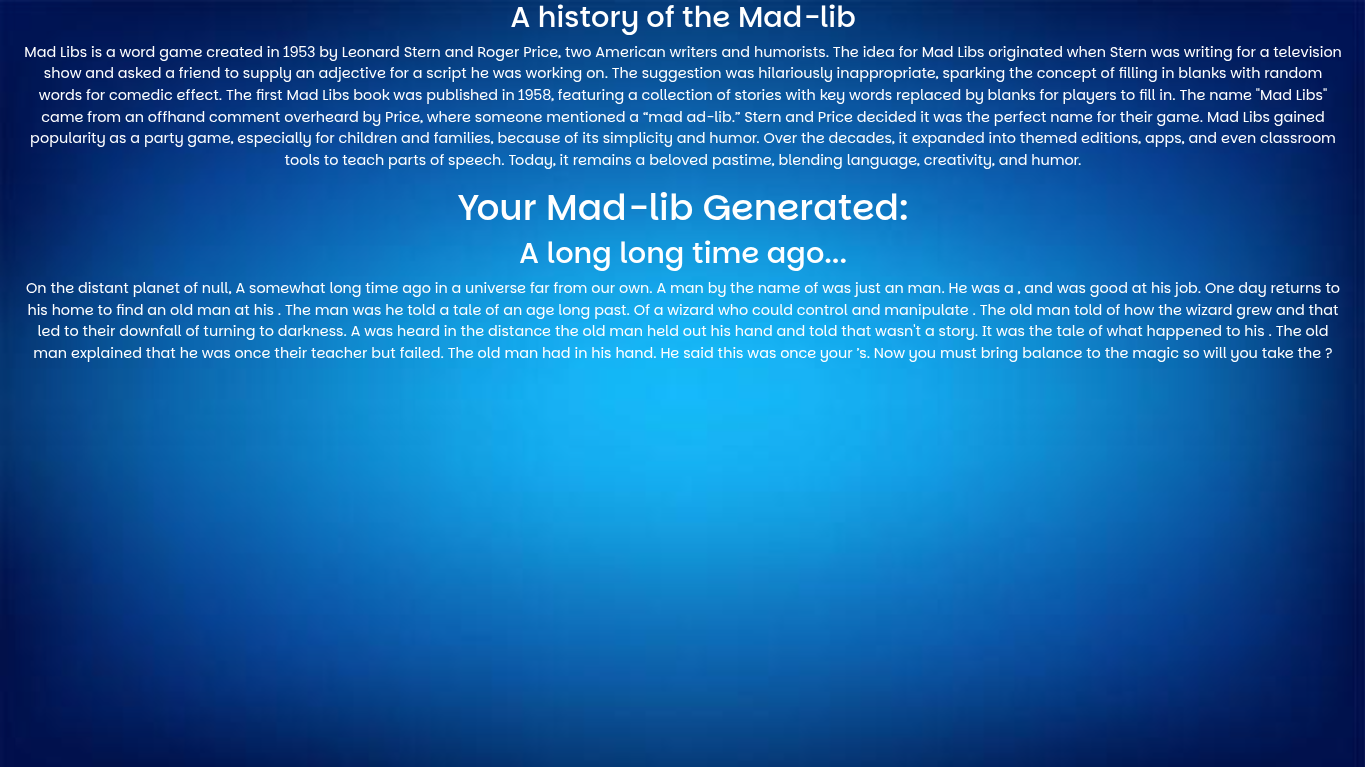 A history of the Mad-lib
Mad Libs is a word game created in 1953 by Leonard Stern and Roger Price, two American writers and humorists. The idea for Mad Libs originated when Stern was writing for a television
show and asked a friend to supply an adjective for a script he was working on. The suggestion was hilariously inappropriate, sparking the concept of filling in blanks with random
words for comedic effect. The first Mad Libs book was published in 1958, featuring a collection of stories with key words replaced by blanks for players to fill in. The name "Mad Libs"
came from an offhand comment overheard by Price, where someone mentioned a “mad ad-lib.” Stern and Price decided it was the perfect name for their game. Mad Libs gained
popularity as a party game, especially for children and families, because of its simplicity and humor. Over the decades, it expanded into themed editions, apps, and even classroom
tools to teach parts of speech. Today, it remains a beloved pastime, blending language, creativity, and humor.
Your Mad-lib Generated:
A long long time ago...
On the distant planet of null, A somewhat long time ago in a universe far from our own. A man by the name of was just an man. He was a , and was good at his job. One day returns to
his home to find an old man at his . The man was he told a tale of an age long past. Of a wizard who could control and manipulate . The old man told of how the wizard grew and that
led to their downfall of turning to darkness. A was heard in the distance the old man held out his hand and told that wasn't a story. It was the tale of what happened to his . The old
man explained that he was once their teacher but failed. The old man had in his hand. He said this was once your ’s. Now you must bring balance to the magic so will you take the ?